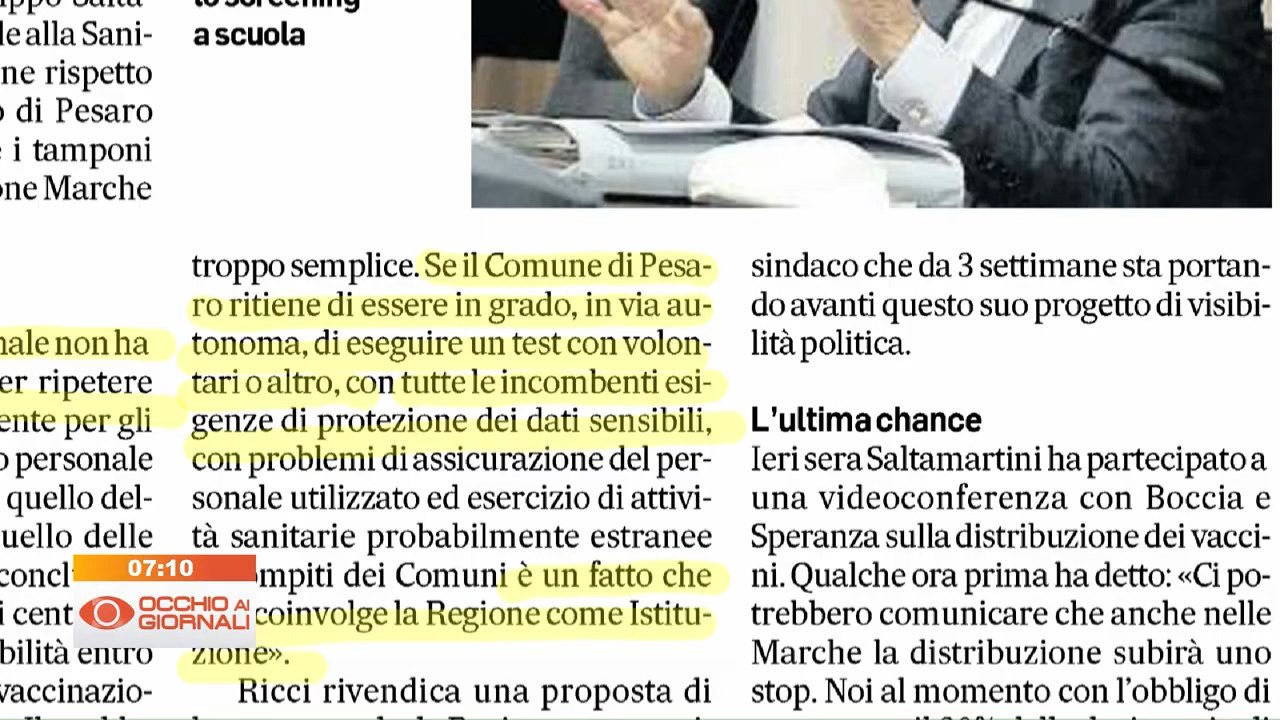 le alla Sani-
ne rispetto
di Pesaro
i tamponi
one Marche
nale non ha
er ripetere
ente per gli
personale
quello del-
uello delle
concl
cent
bilità entro
vaccinazio-
to screening
a scuola
troppo semplice. Se il Comune di Pesa-
ro ritiene di essere in grado, in via au-
tonoma, di eseguire un test con volon-
tari o altro, con tutte le incombenti esi-
genze di protezione dei dati sensibili,
con problemi di assicurazione del per-
sonale utilizzato ed esercizio di attivi-
tà sanitarie probabilmente estranee
ompiti dei Comuni è un fatto che
coinvolge la Regione come Istitu-
zione».
Ricci rivendica una proposta di
sindaco che da 3 settimane sta portan-
do avanti questo suo progetto di visibi-
lità politica.
L'ultima chance
Ieri sera Saltamartini ha partecipato a
una videoconferenza con Boccia e
Speranza sulla distribuzione dei vacci-
ni. Qualche ora prima ha detto: «Ci po-
trebbero comunicare che anche nelle
Marche la distribuzione subirà uno
stop. Noi al momento con l'obbligo di
07:10
OCCHIO AI
GIORNALI